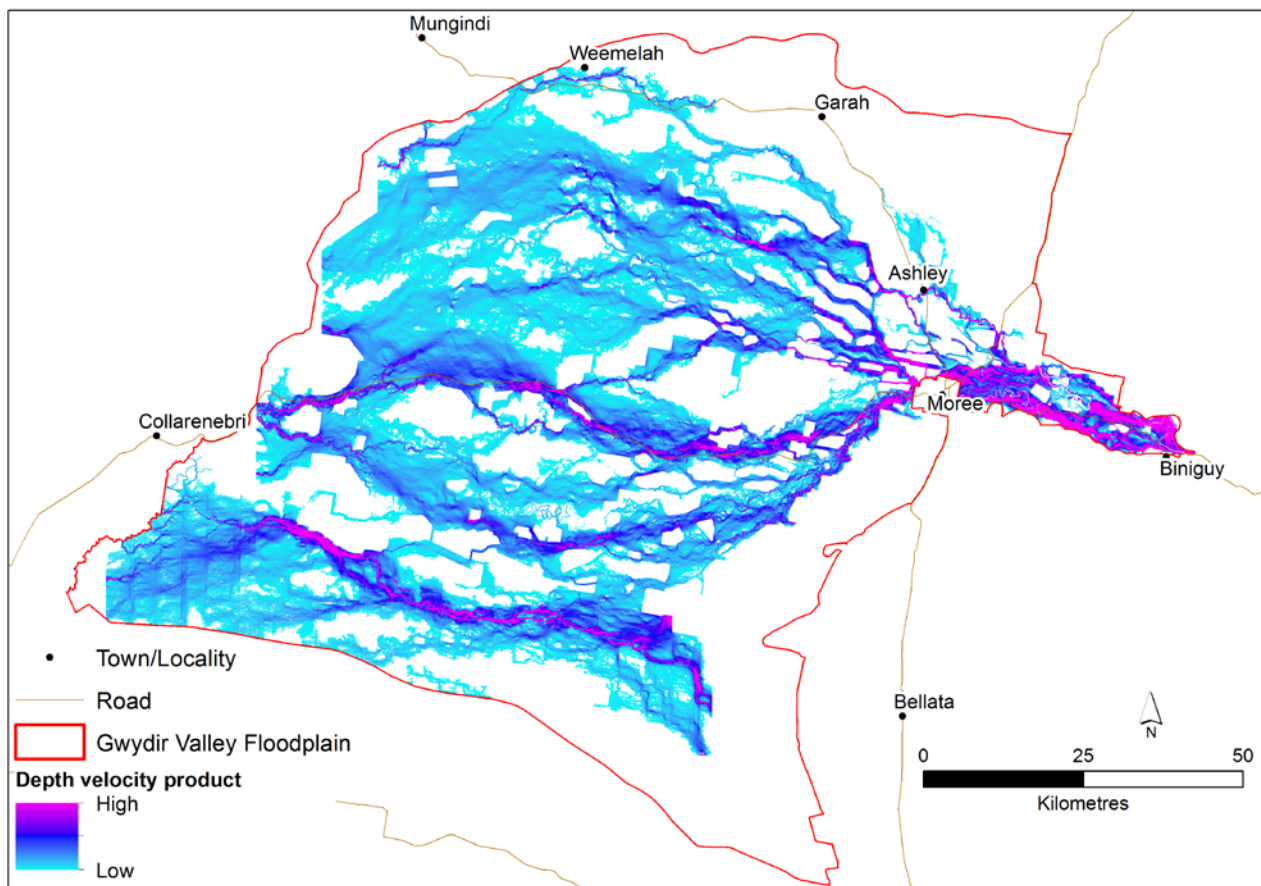 Mungindi
Weemelah
Garah
Ashley
Moree
Collarenebri
Biniguy
Bellata
Town/Locality
Road
Gwydir Valley Floodplain
Depth velocity product
High
Low
N
0 25 50
Kilometres